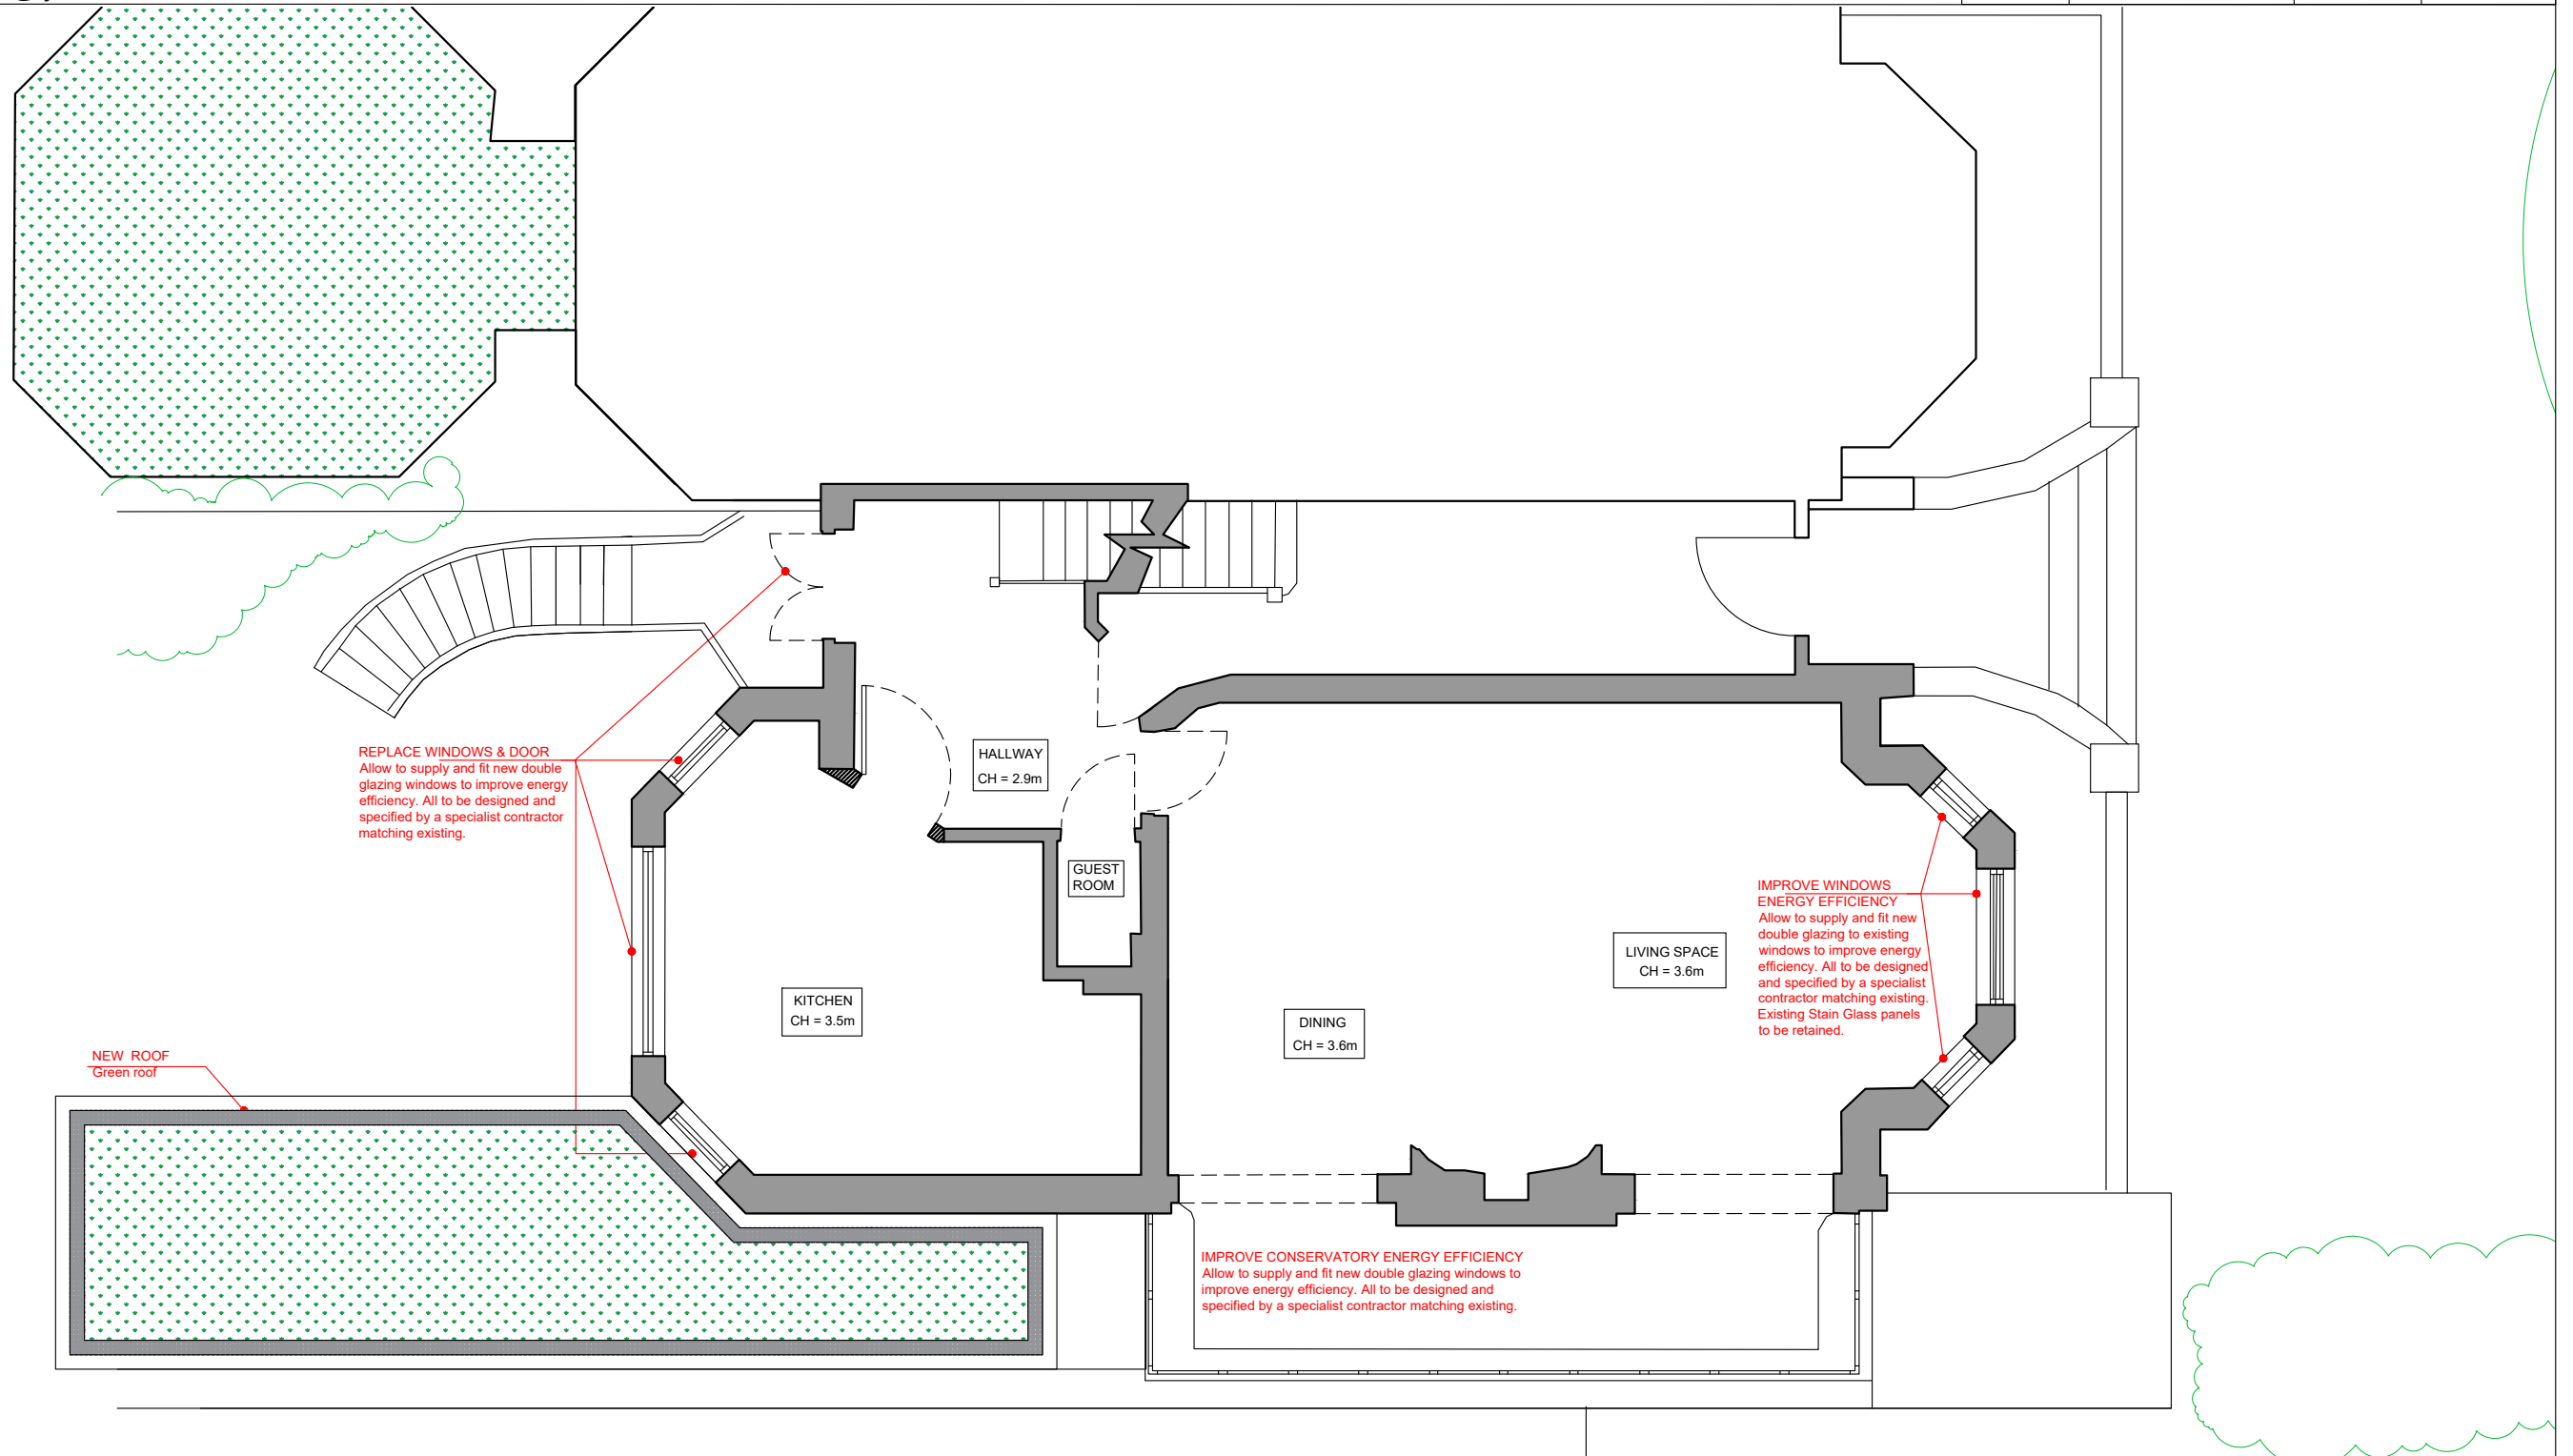 REPLACE WINDOWS & DOOR
Allow to supply and fit new double
glazing windows to improve energy
efficiency. All to be designed and
specified by a specialist contractor
matching existing.
HALLWAY
CH = 2.9m
GUEST
ROOM
KITCHEN
CH = 3.5m
DINING
CH = 3.6m
LIVING SPACE
CH = 3.6m
IMPROVE WINDOWS
ENERGY EFFICIENCY
Allow to supply and fit new
double glazing to existing
windows to improve energy
efficiency. All to be designed
and specified by a specialist
contractor matching existing.
Existing Stain Glass panels
to be retained.
NEW ROOF
Green roof
IMPROVE CONSERVATORY ENERGY EFFICIENCY
Allow to supply and fit new double glazing windows to
improve energy efficiency. All to be designed and
specified by a specialist contractor matching existing.